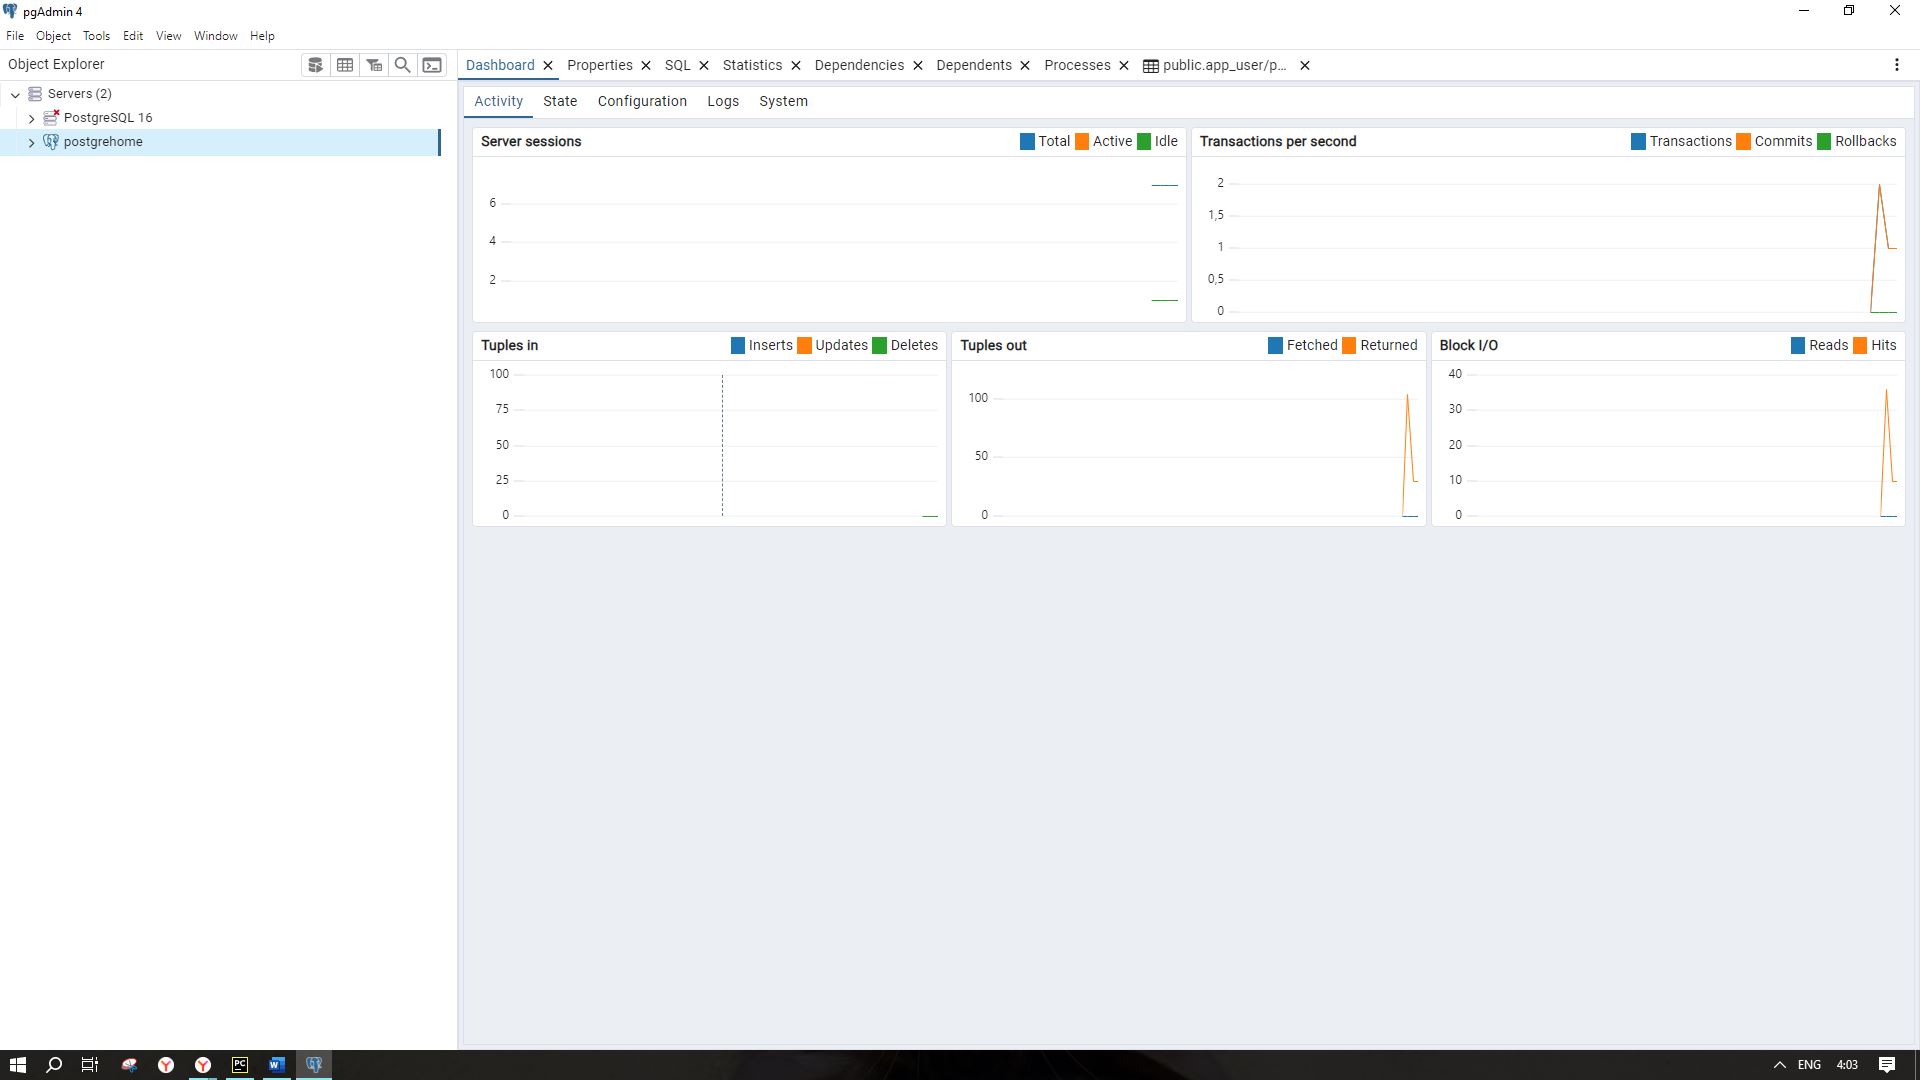 pgAdmin 4
File Object Tools Edit View Window Help
Object Explorer
Dashboard Properties SQL Statistics Dependencies Dependents Processes public.app_user/p...
Servers (2)
PostgreSQL 16
postgrehome
Activity State Configuration Logs System
Server sessions Total Active Idle
6
4
2
Transactions per second Transactions Commits Rollbacks
2
1,5
1
0,5
0
Tuples in Inserts Updates Deletes
100
75
50
25
0
Tuples out Fetched Returned
100
50
0
Block I/O Reads Hits
40
30
20
10
0
PC W ENG 4:03